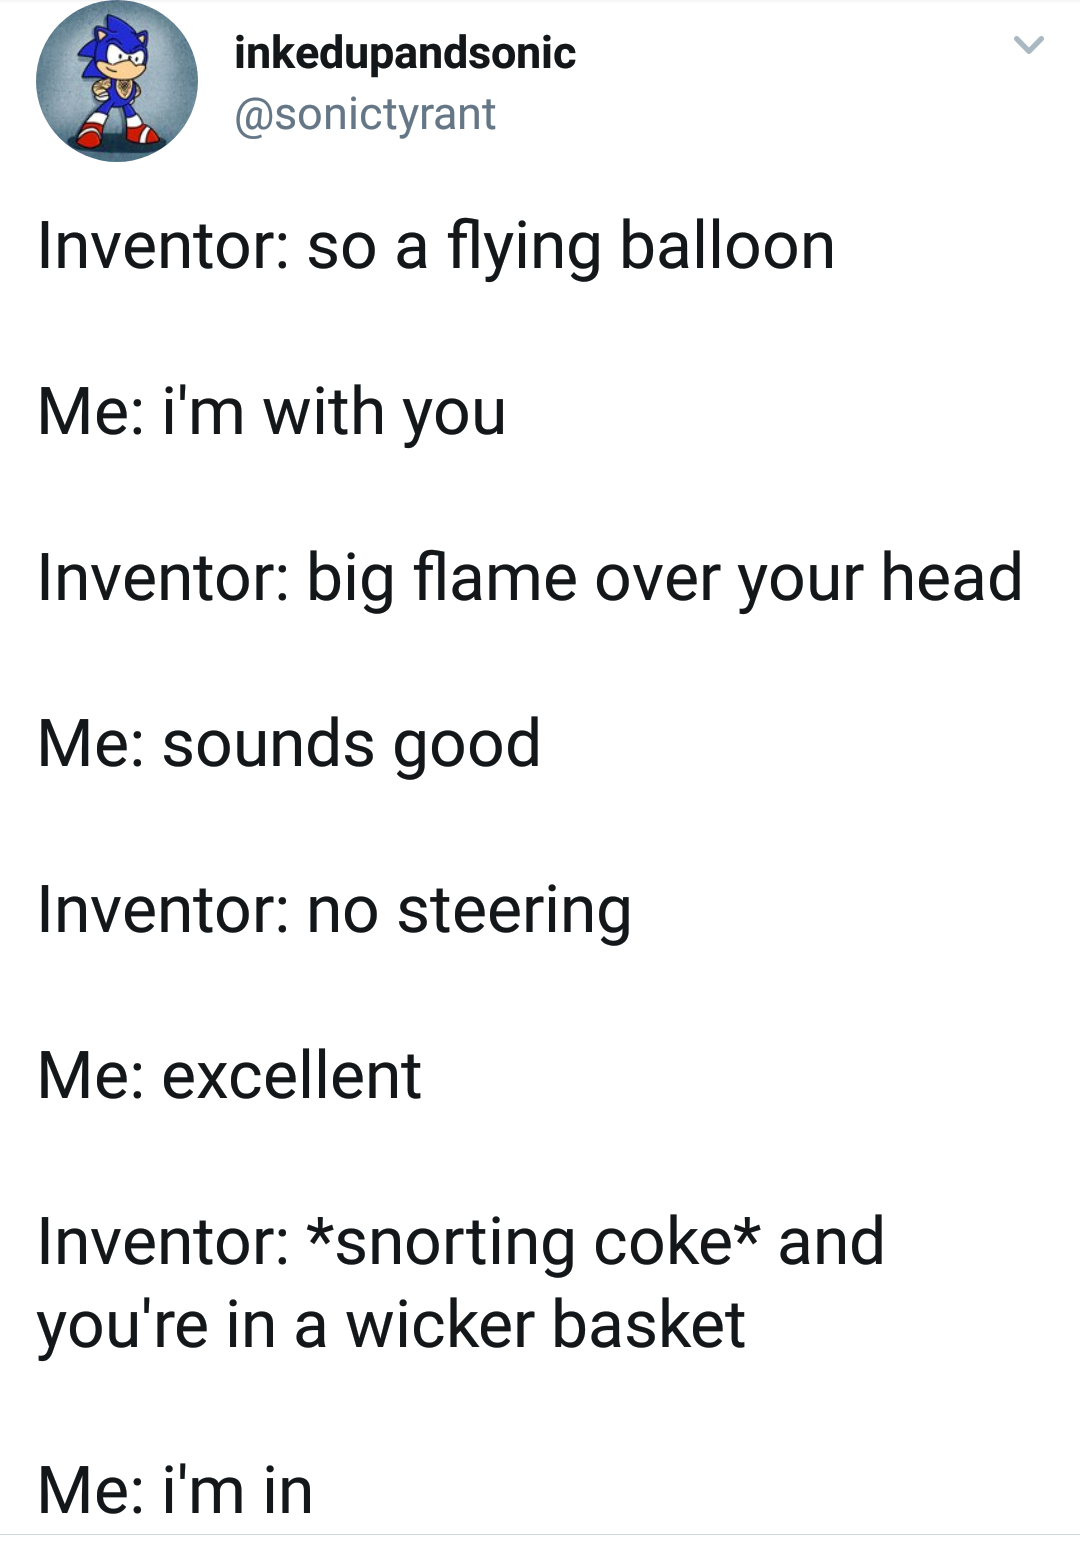 inkedupandsonic
@sonictyrant
Inventor: so a flying balloon
Me: i'm with you
Inventor: big flame over your head
Me: sounds good
Inventor: no steering
Me: excellent
Inventor: *snorting coke* and
you're in a wicker basket
Me: i'm in